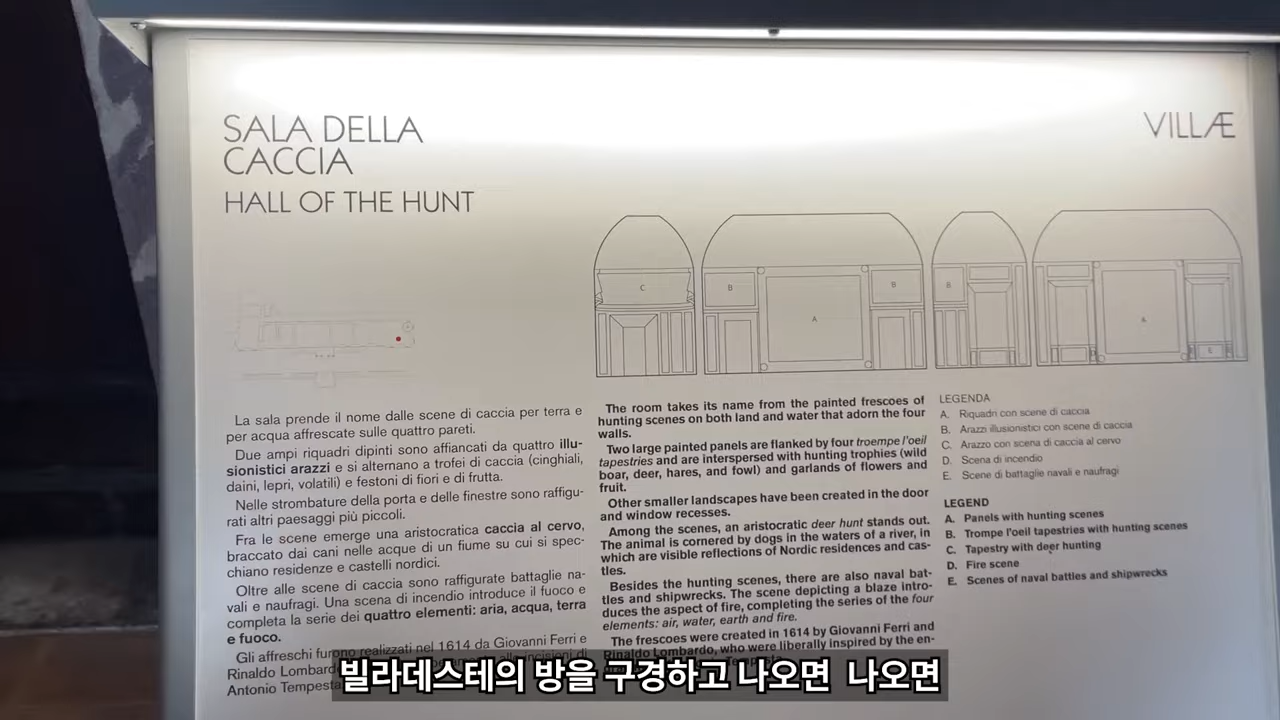 SALA DELLA
CACCIA
HALL OF THE HUNT
VILLÆ
C
B
A
B
B
A
E
La sala prende il nome dalle scene di caccia per terra e
per acqua affrescate sulle quattro pareti.
Due ampi riquadri dipinti sono affiancati da quattro illu-
sionistici arazzi e si alternano a trofei di caccia (cinghiali,
daini, lepri, volatili) e festoni di fiori e di frutta.
Nelle strombature della porta e delle finestre sono raffigu-
rati altri paesaggi più piccoli.
Fra le scene emerge una aristocratica caccia al cervo,
braccato dai cani nelle acque di un fiume su cui si spec-
chiano residenze e castelli nordici.
Oltre alle scene di caccia sono raffigurate battaglie na-
vali e naufragi. Una scena di incendio introduce il fuoco e
completa la serie dei quattro elementi: aria, acqua, terra
e fuoco.
Gli affreschi furono realizzati nel 1614 da Giovanni Ferri e
Rinaldo Lombardo
Antonio Tempesta
The room takes its name from the painted frescoes of
hunting scenes on both land and water that adorn the four
walls.
Two large painted panels are flanked by four troempe l'oeil
tapestries and are interspersed with hunting trophies (wild
boar, deer, hares, and fowl) and garlands of flowers and
fruit.
Other smaller landscapes have been created in the door
and window recesses.
Among the scenes, an aristocratic deer hunt stands out.
The animal is cornered by dogs in the waters of a river, in
which are visible reflections of Nordic residences and cas-
tles.
Besides the hunting scenes, there are also naval bat-
tles and shipwrecks. The scene depicting a blaze intro-
duces the aspect of fire, completing the series of the four
elements: air, water, earth and fire.
The frescoes were created in 1614 by Giovanni Ferri and
Rinaldo Lombardo, who were liberally inspired by the en-
LEGENDA
A. Riquadri con scene di caccia
B. Arazzi illusionistici con scene di caccia
C. Arazzo con scena di caccia al cervo
D. Scena di incendio
E. Scene di battaglie navali e naufragi
LEGEND
A. Panels with hunting scenes
B. Trompe l'oeil tapestries with hunting scenes
C. Tapestry with deer hunting
D. Fire scene
E. Scenes of naval battles and shipwrecks
빌라데스테의 방을 구경하고 나오면 나오면